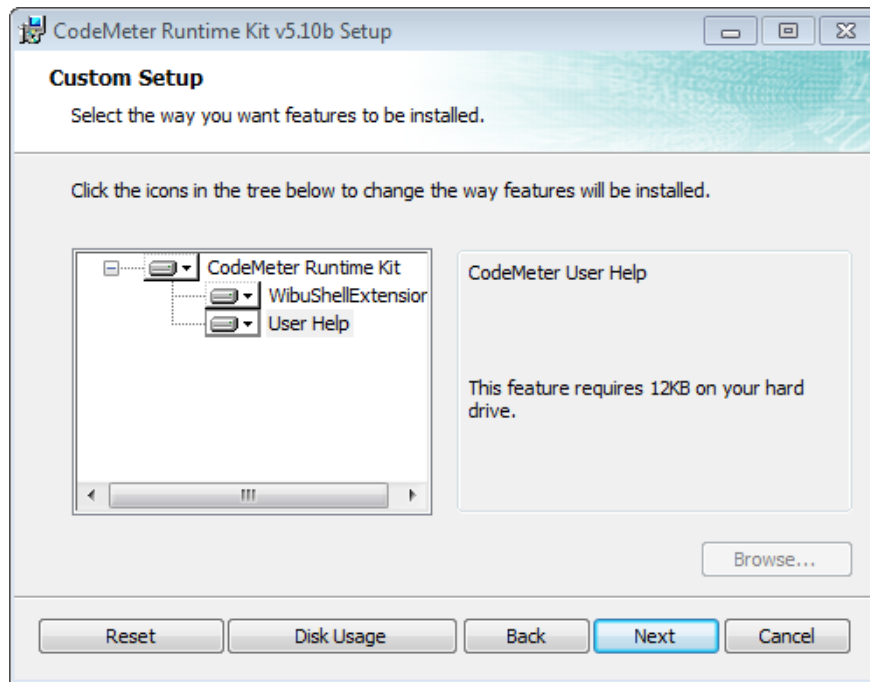 CodeMeter Runtime Kit v5.10b Setup
Custom Setup
Select the way you want features to be installed.
Click the icons in the tree below to change the way features will be installed.
CodeMeter Runtime Kit
WibuShellExtension
User Help
CodeMeter User Help
This feature requires 12KB on your hard
drive.
Browse...
Reset
Disk Usage
Back
Next
Cancel